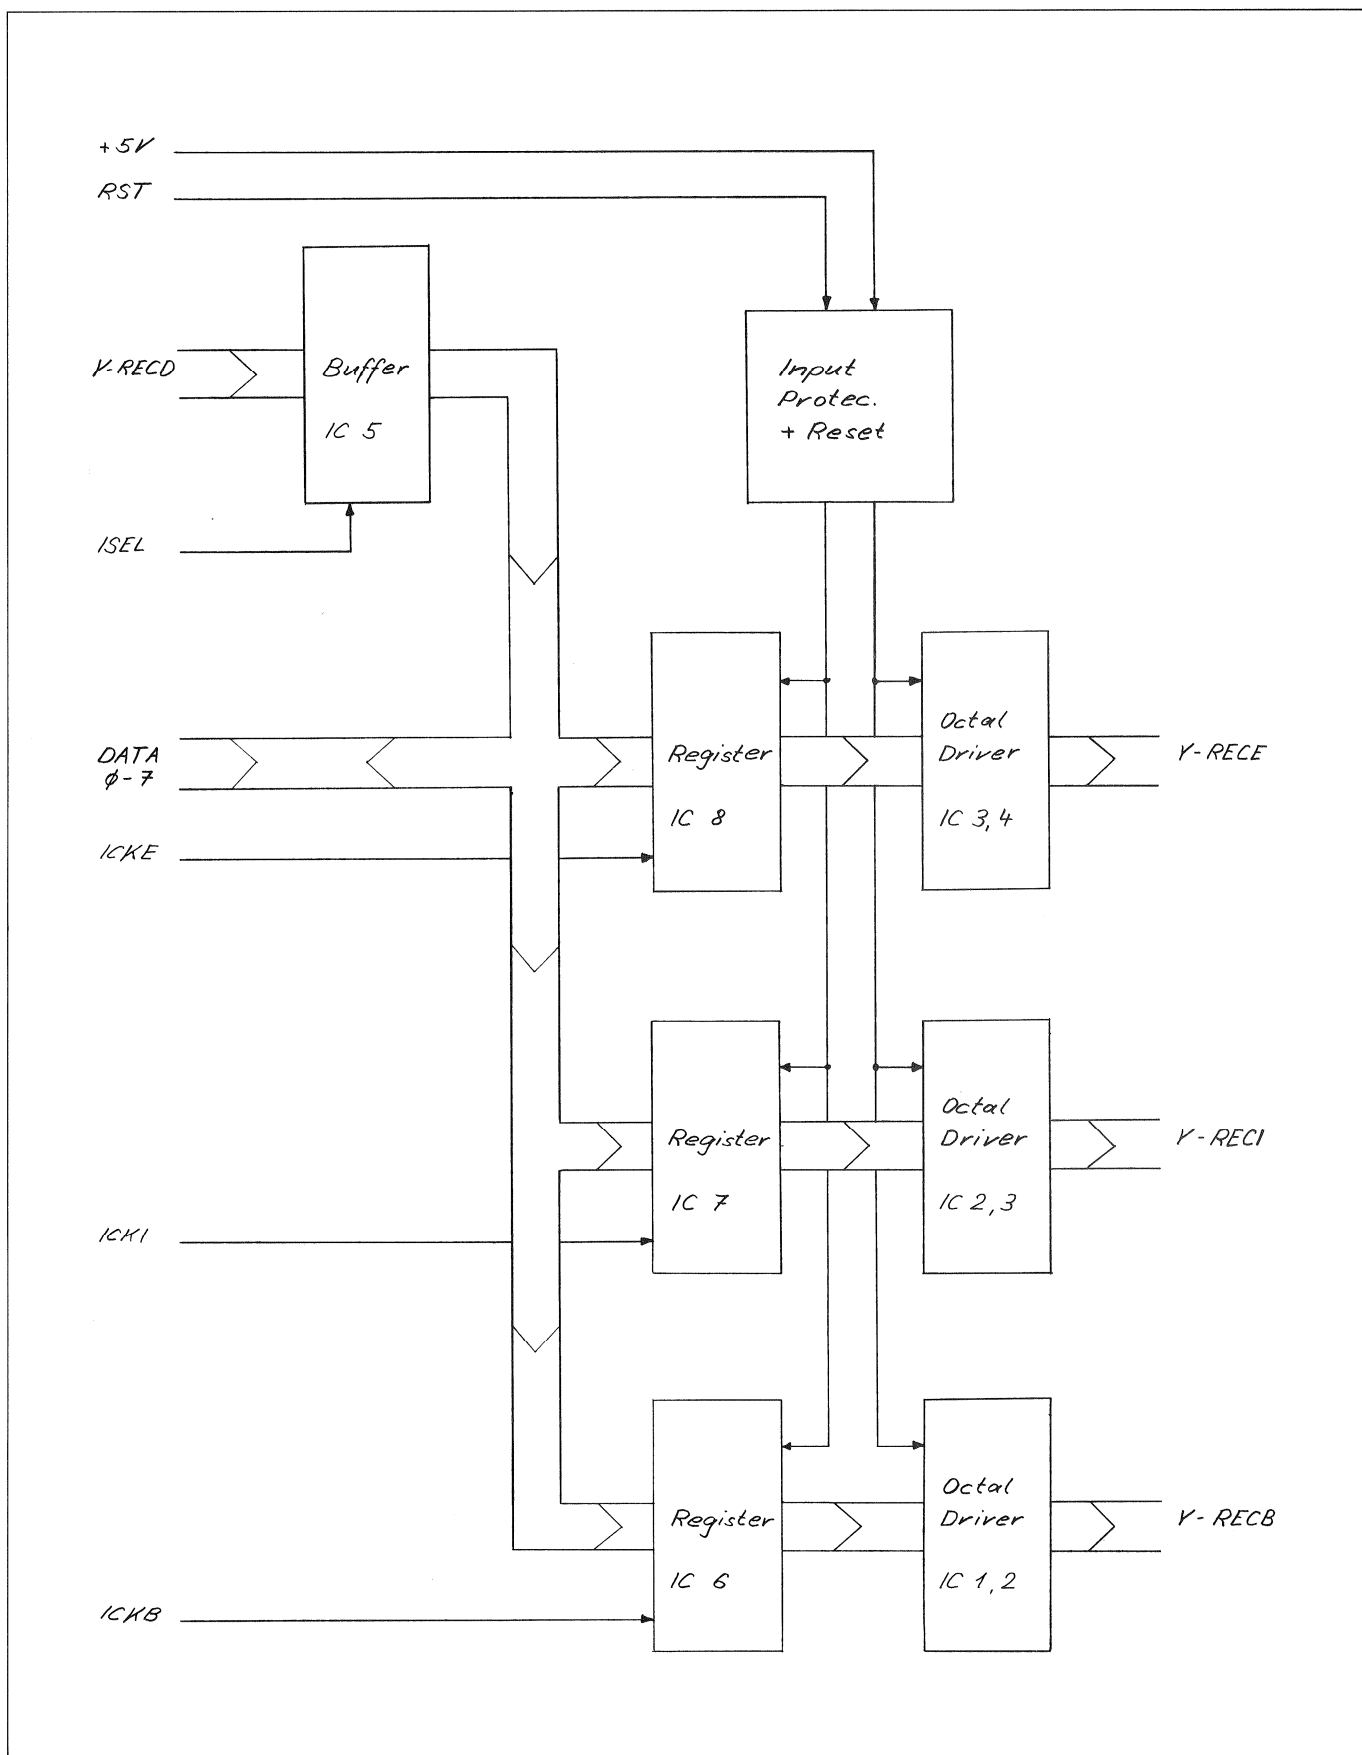 +5V
RST
Y-RECD
Buffer
IC 5
Input
Protec.
+ Reset
ISEL
DATA
ϕ-7
Register
IC 8
Octal
Driver
IC 3,4
Y-RECE
ICKE
Register
IC 7
Octal
Driver
IC 2,3
Y-RECI
ICKI
Register
IC 6
Octal
Driver
IC 1,2
Y-RECB
ICKB